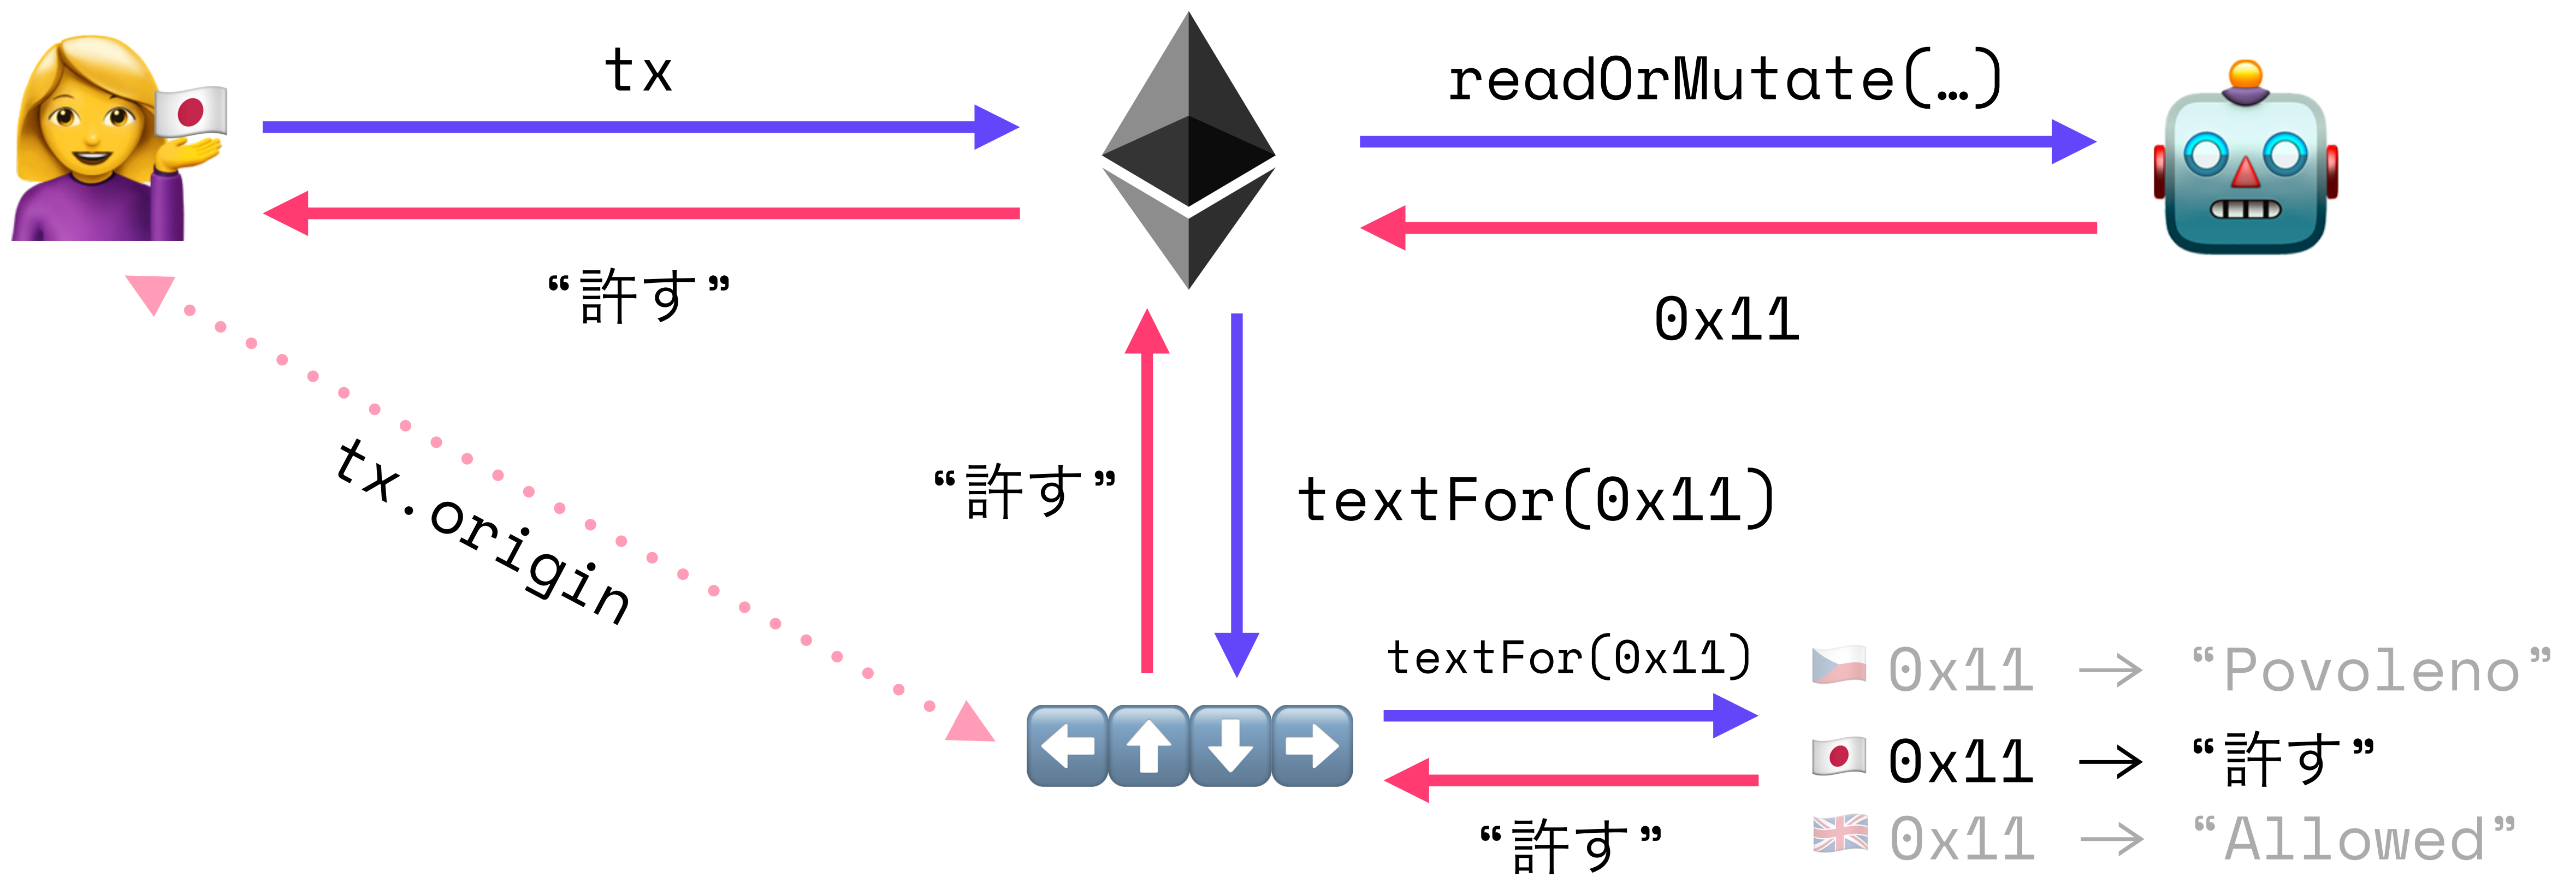 tx
readOrMutate(…)
“許す”
0x11
“許す”
textFor(0x11)
tx.origin
textFor(0x11)
“許す”
0x11 → “Povoleno”
0x11 → “許す”
0x11 → “Allowed”